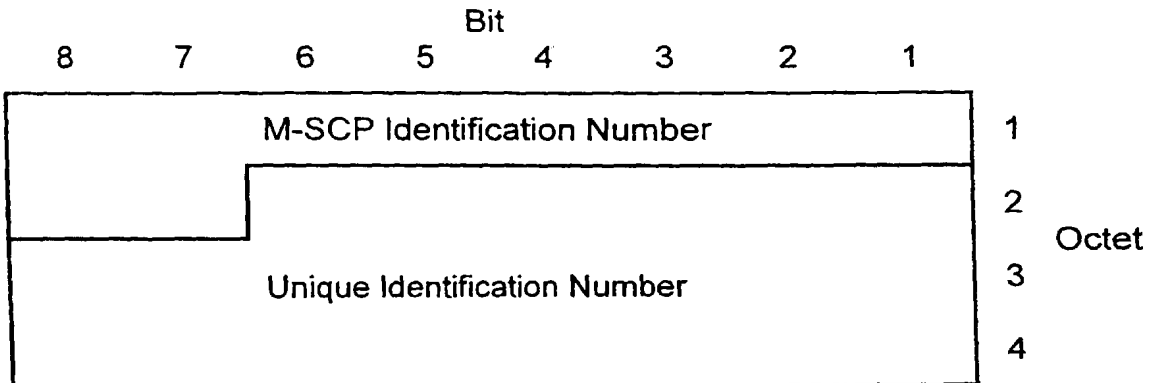 Bit
8 7 6 5 4 3 2 1
M-SCP Identification Number 1
2
Octet
Unique Identification Number 3
4